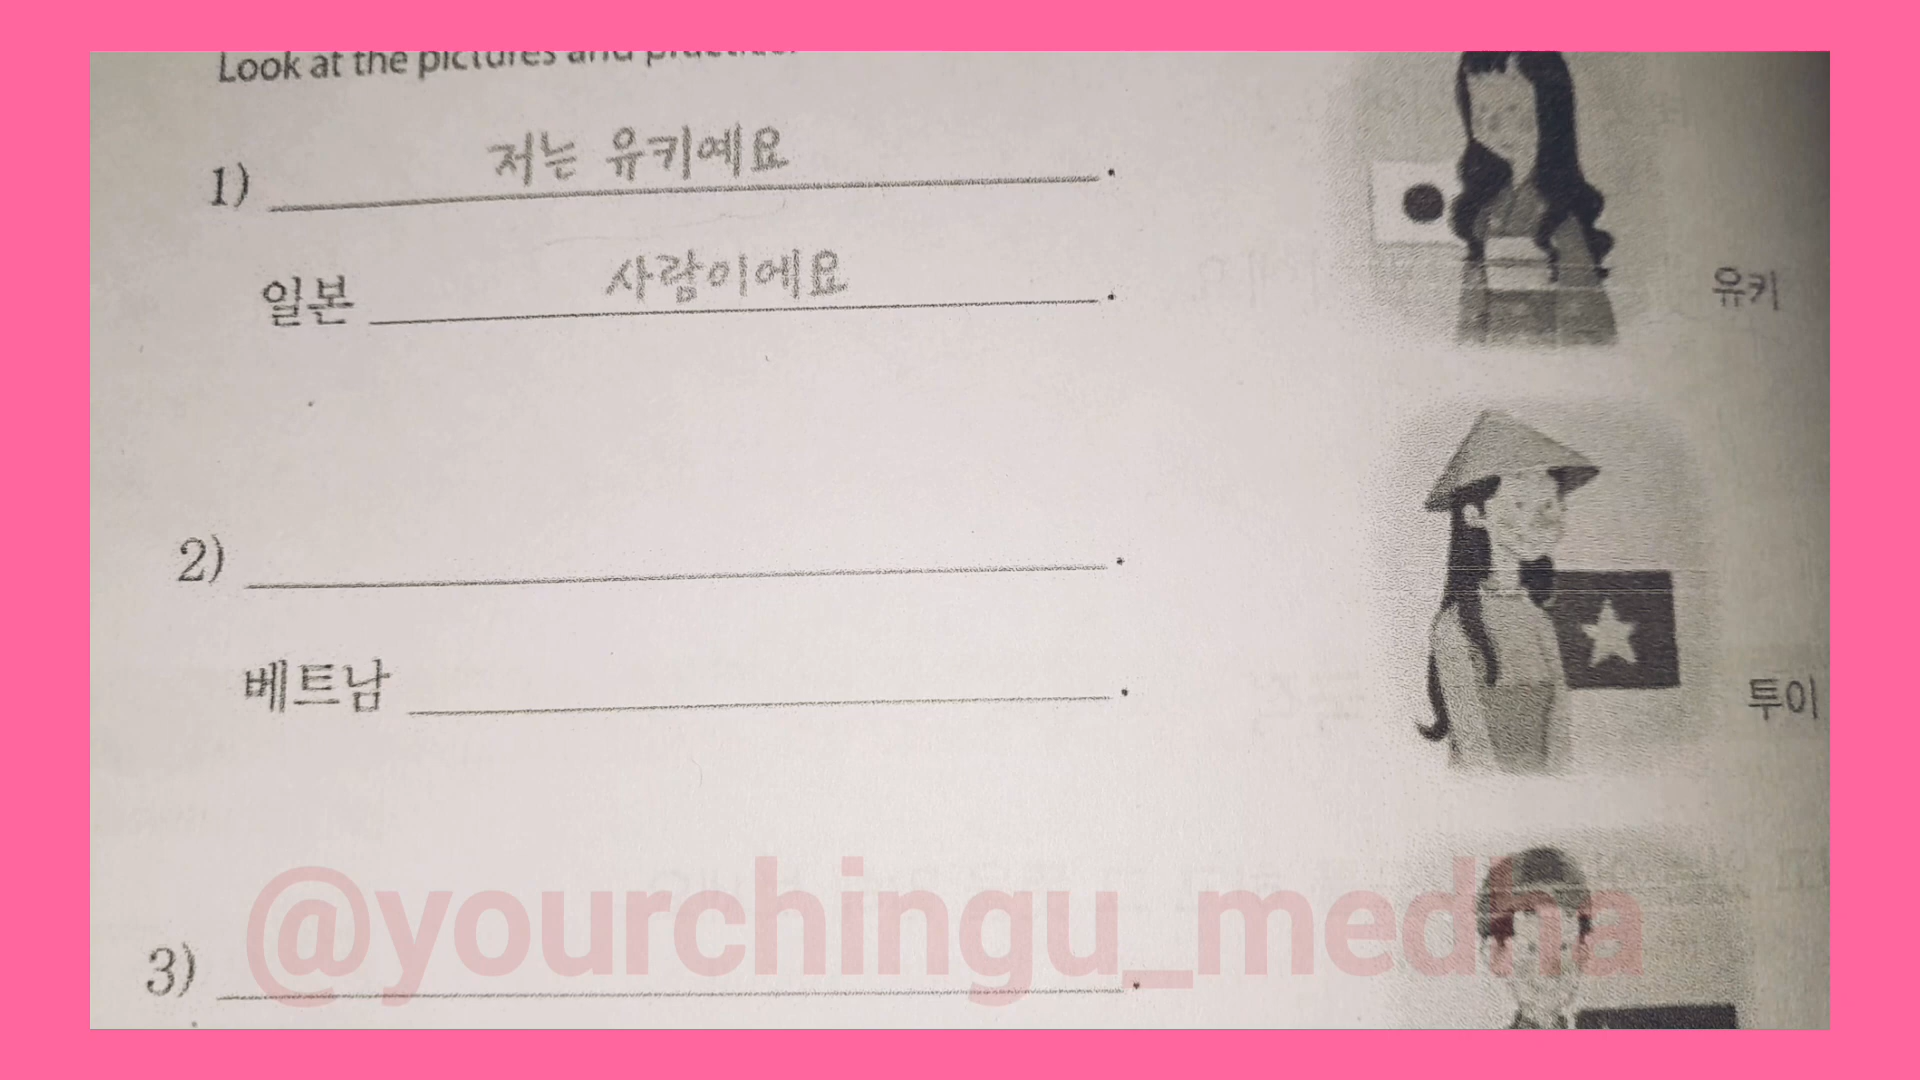 Look at the pictures and practice.
1) 저는 유키예요.
일본 사람이에요.
유키
2) .
베트남 .
투이
3) .
@yourchingu_medha